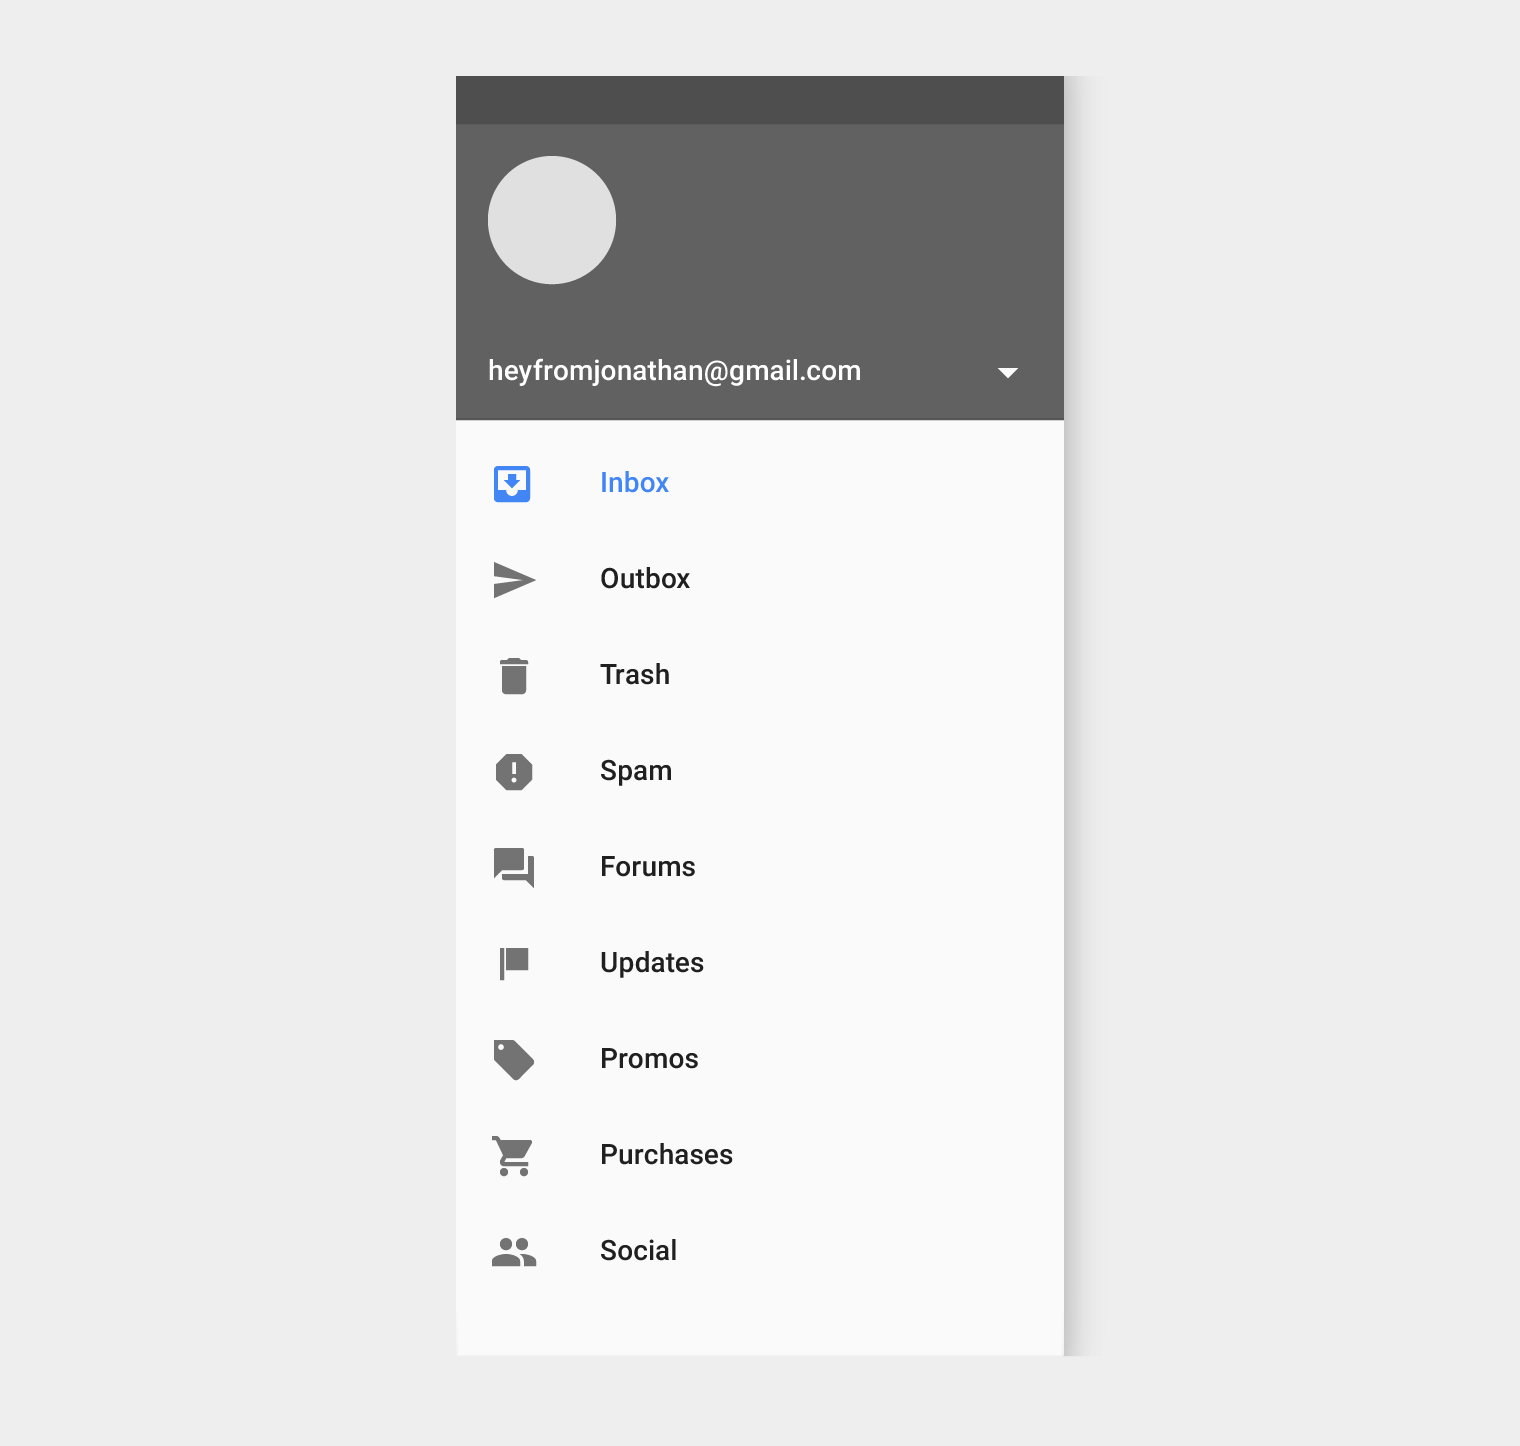 heyfromjonathan@gmail.com
Inbox
Outbox
Trash
Spam
Forums
Updates
Promos
Purchases
Social